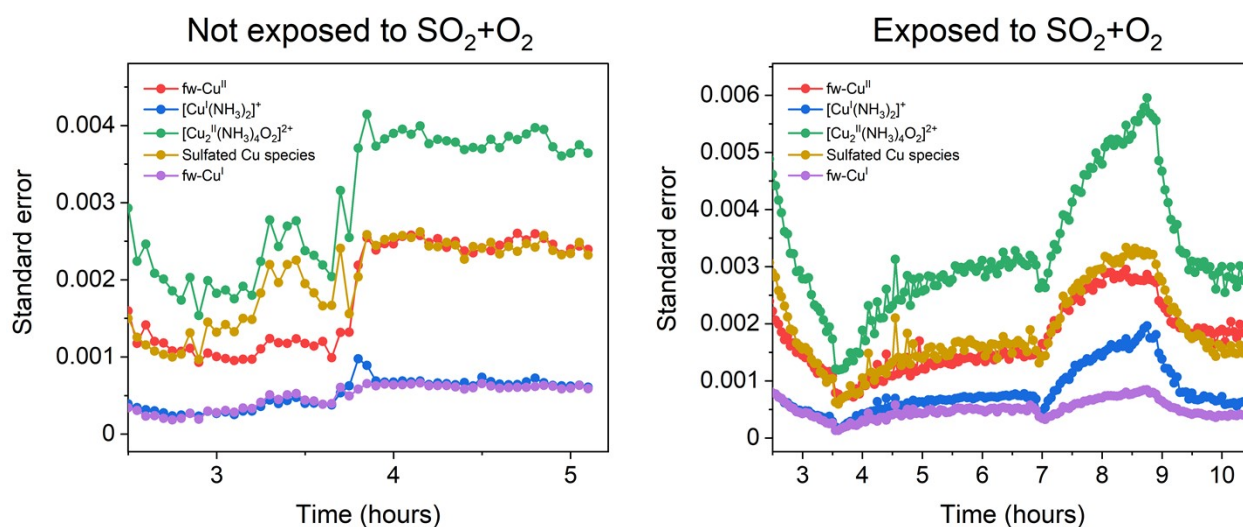 Not exposed to SO₂+O₂
Standard error
0.004
0.003
0.002
0.001
0
fw-Cuᴵᴵ
[Cuᴵ(NH₃)₂]⁺
[Cu₂ᴵᴵ(NH₃)₄O₂]²⁺
Sulfated Cu species
fw-Cuᴵ
3
4
5
Time (hours)
Exposed to SO₂+O₂
Standard error
0.006
0.005
0.004
0.003
0.002
0.001
0
fw-Cuᴵᴵ
[Cuᴵ(NH₃)₂]⁺
[Cu₂ᴵᴵ(NH₃)₄O₂]²⁺
Sulfated Cu species
fw-Cuᴵ
3
4
5
6
7
8
9
10
Time (hours)